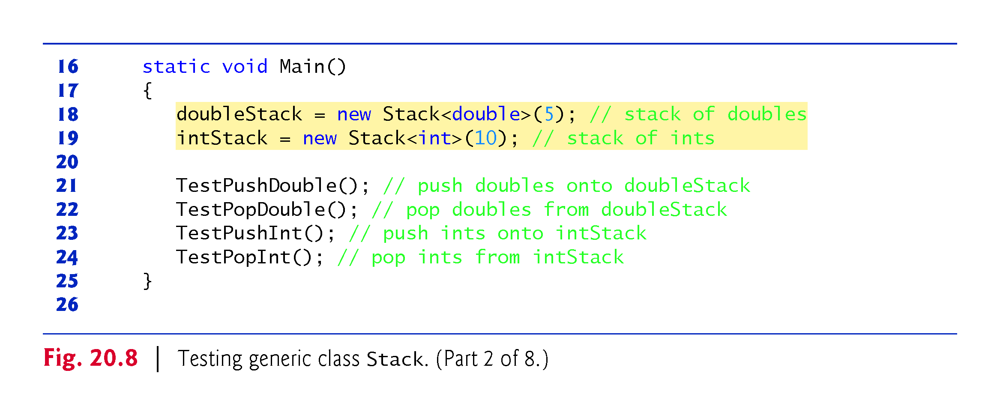 16 static void Main()
17 {
18 doubleStack = new Stack<double>(5); // stack of doubles
19 intStack = new Stack<int>(10); // stack of ints
20
21 TestPushDouble(); // push doubles onto doubleStack
22 TestPopDouble(); // pop doubles from doubleStack
23 TestPushInt(); // push ints onto intStack
24 TestPopInt(); // pop ints from intStack
25 }
26
Fig. 20.8 | Testing generic class Stack. (Part 2 of 8.)